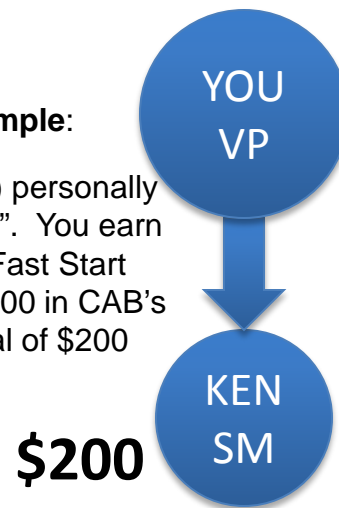 YOU
VP
mple:
personally
”. You earn
Fast Start
00 in CAB's
al of $200
KEN
SM
$200